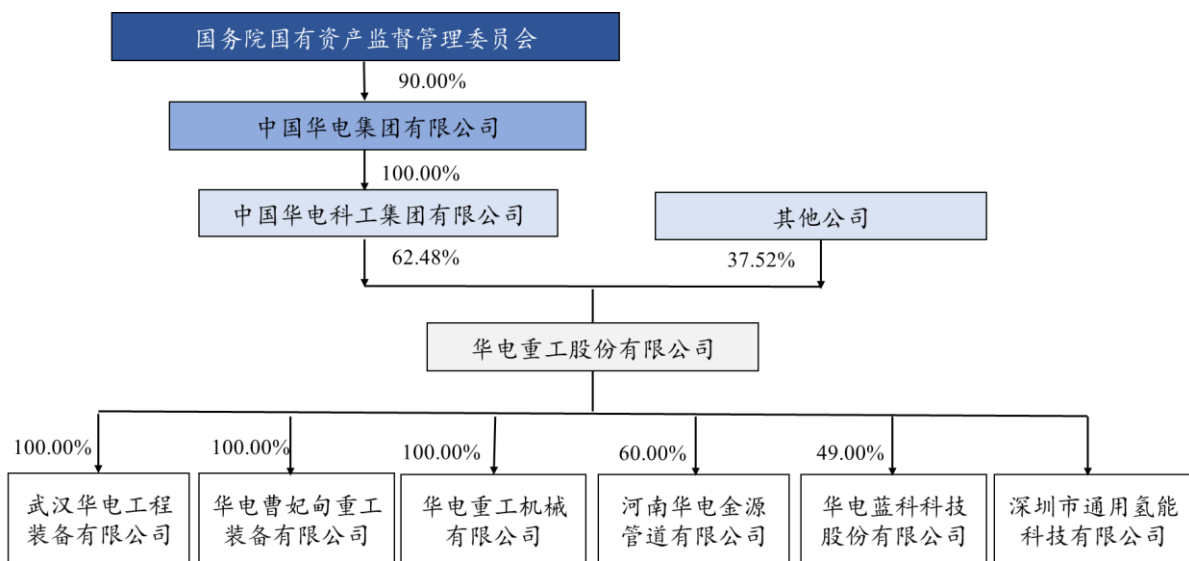 国务院国有资产监督管理委员会
90.00%
中国华电集团有限公司
100.00%
中国华电科工集团有限公司
其他公司
62.48%
37.52%
华电重工股份有限公司
100.00%
100.00%
100.00%
60.00%
49.00%
武汉华电工程
装备有限公司
华电曹妃甸重工
装备有限公司
华电重工机械
有限公司
河南华电金源
管道有限公司
华电蓝科科技
股份有限公司
深圳市通用氢能
科技有限公司